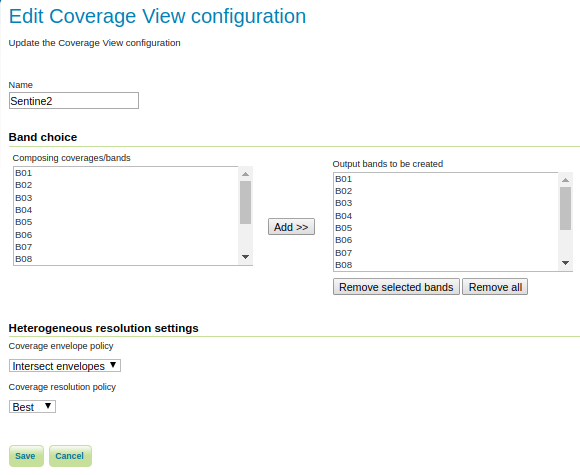 Edit Coverage View configuration
Update the Coverage View configuration
Name
Sentine2
Band choice
Composing coverages/bands
B01
B02
B03
B04
B05
B06
B07
B08
Add >>
Output bands to be created
B01
B02
B03
B04
B05
B06
B07
B08
Remove selected bands
Remove all
Heterogeneous resolution settings
Coverage envelope policy
Intersect envelopes
Coverage resolution policy
Best
Save
Cancel